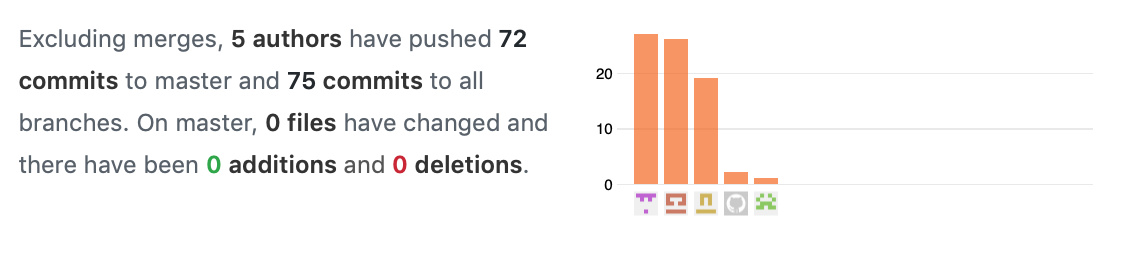 Excluding merges, 5 authors have pushed 72
commits to master and 75 commits to all
branches. On master, 0 files have changed and
there have been 0 additions and 0 deletions.
20
10
0